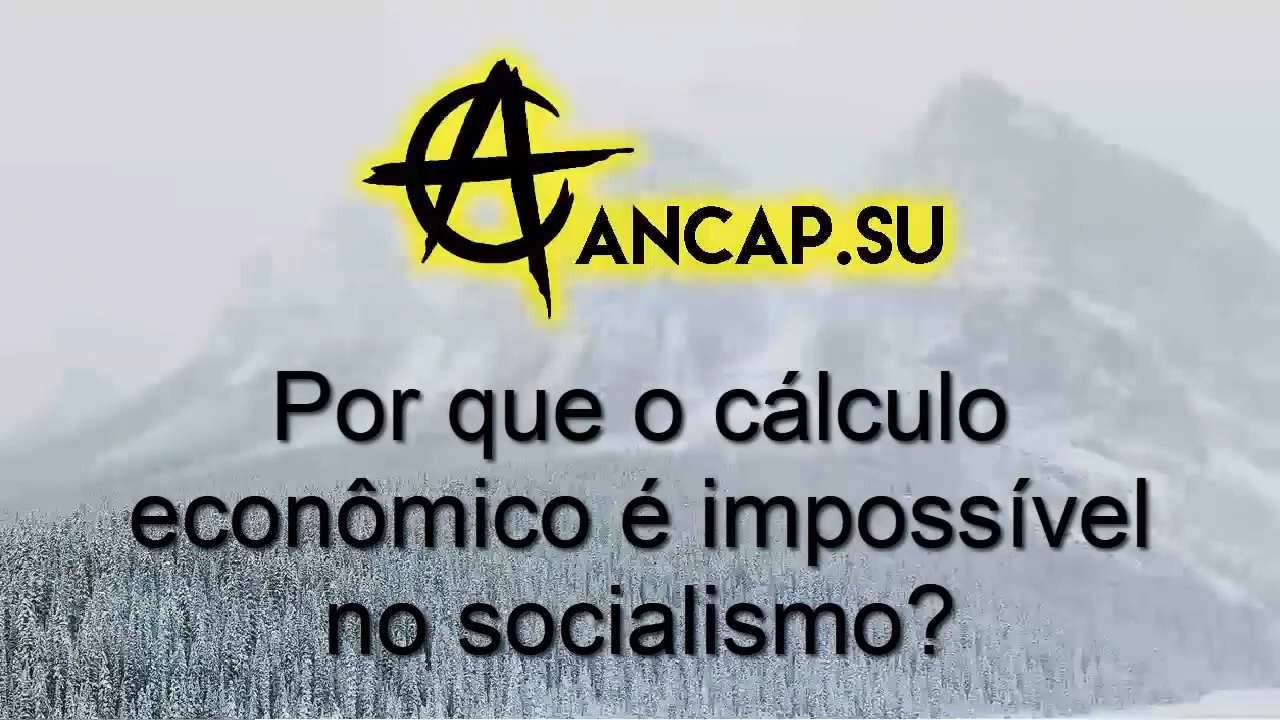 ANCAP.SU
Por que o cálculo
econômico é impossível
no socialismo?